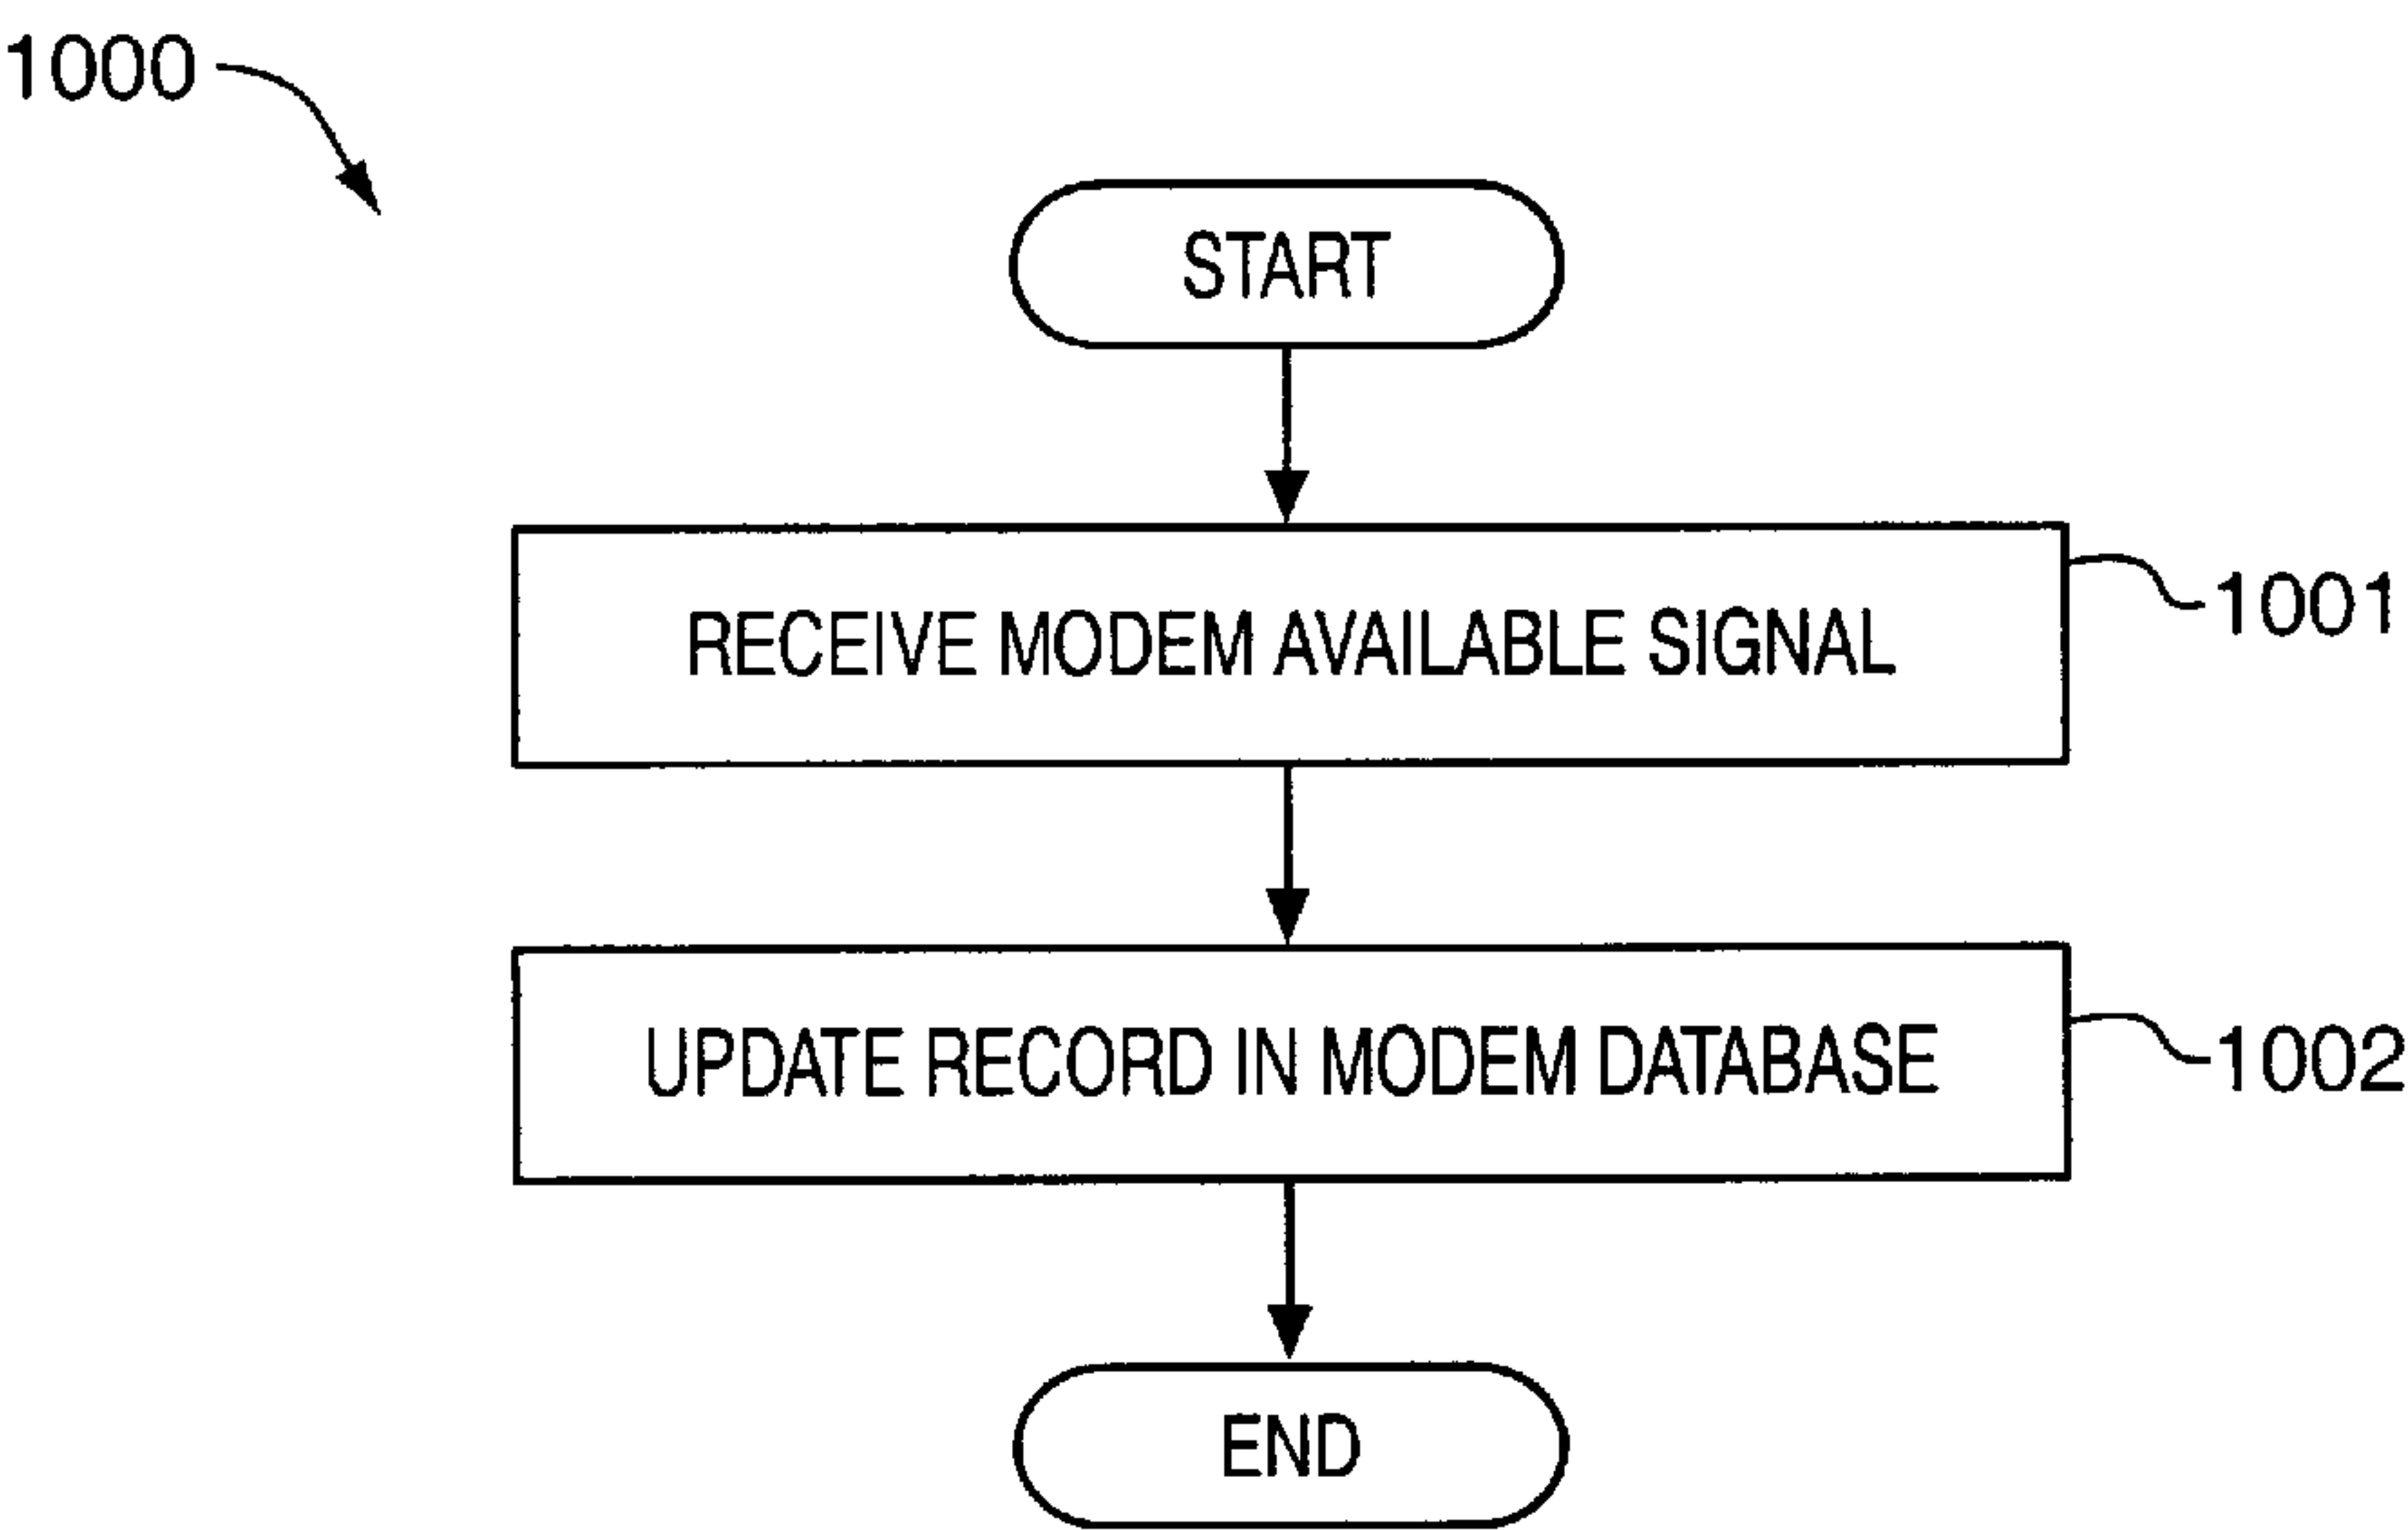 1000
START
RECEIVE MODEM AVAILABLE SIGNAL
1001
UPDATE RECORD IN MODEM DATABASE
1002
END